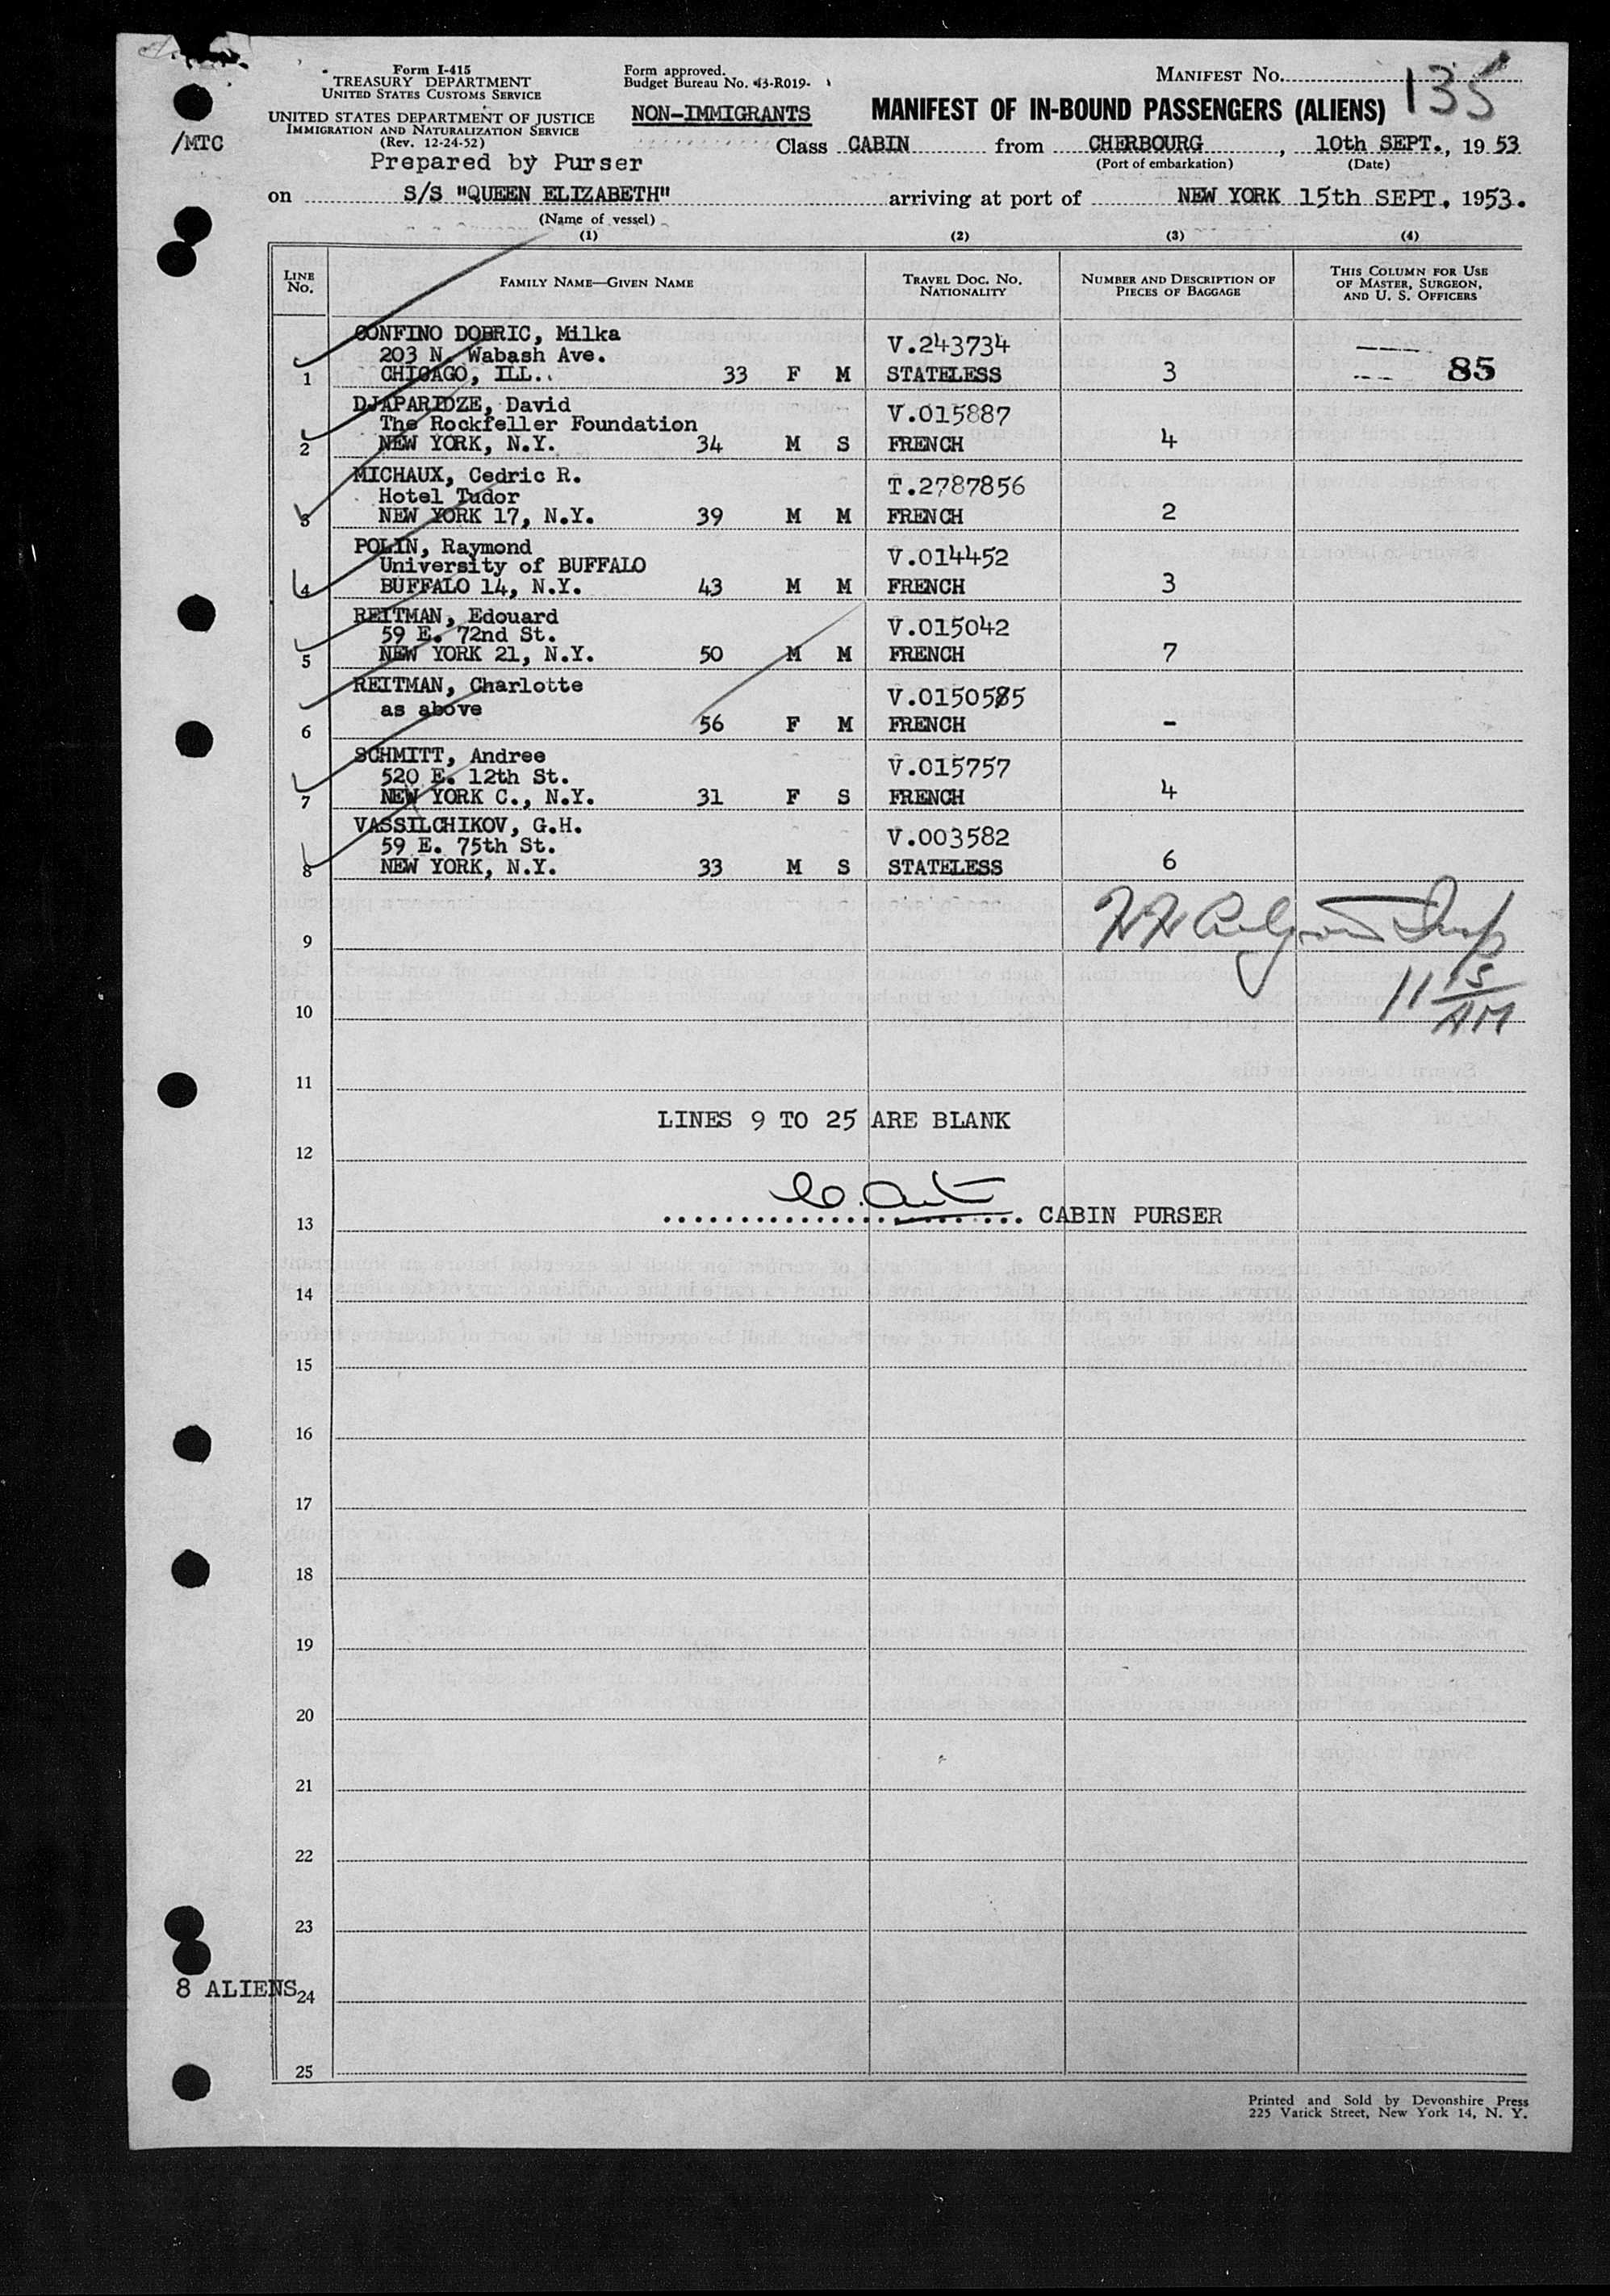 Form I-415
TREASURY DEPARTMENT
UNITED STATES CUSTOMS SERVICE
UNITED STATES DEPARTMENT OF JUSTICE
IMMIGRATION AND NATURALIZATION SERVICE
(Rev. 12-24-52)
/MTC
Prepared by Purser
Form approved.
Budget Bureau No. 43-R019-
NON-IMMIGRANTS
MANIFEST No. 135
MANIFEST OF IN-BOUND PASSENGERS (ALIENS)
Class CABIN from CHERBOURG, 10th SEPT., 19 53
(Port of embarkation) (Date)
on S/S "QUEEN ELIZABETH" arriving at port of NEW YORK 15th SEPT. 1953.
(Name of vessel)
(1) (2) (3) (4)
LINE No. FAMILY NAME—GIVEN NAME TRAVEL DOC. NO. NATIONALITY NUMBER AND DESCRIPTION OF PIECES OF BAGGAGE THIS COLUMN FOR USE OF MASTER, SURGEON, AND U. S. OFFICERS
CONFINO DOBRIC, Milka V.243734
203 N. Wabash Ave.
1 CHICAGO, ILL. 33 F M STATELESS 3 85
DJAPARIDZE, David V.015887
The Rockfeller Foundation
2 NEW YORK, N.Y. 34 M S FRENCH 4
MICHAUX, Cedric R. T.2787856
Hotel Tudor
3 NEW YORK 17, N.Y. 39 M M FRENCH 2
POLIN, Raymond V.014452
University of BUFFALO
4 BUFFALO 14, N.Y. 43 M M FRENCH 3
REITMAN, Edouard V.015042
59 E. 72nd St.
5 NEW YORK 21, N.Y. 50 M M FRENCH 7
REITMAN, Charlotte V.0150585
as above
6 56 F M FRENCH -
SCHMITT, Andree V.015757
520 E. 12th St.
7 NEW YORK C., N.Y. 31 F S FRENCH 4
VASSILCHIKOV, G.H. V.003582
59 E. 75th St.
8 NEW YORK, N.Y. 33 M S STATELESS 6
9
11 15 AM
10
11
LINES 9 TO 25 ARE BLANK
12
CABIN PURSER
13
14
15
16
17
18
19
20
21
22
23
8 ALIENS
24
25
Printed and Sold by Devonshire Press
225 Varick Street, New York 14, N. Y.